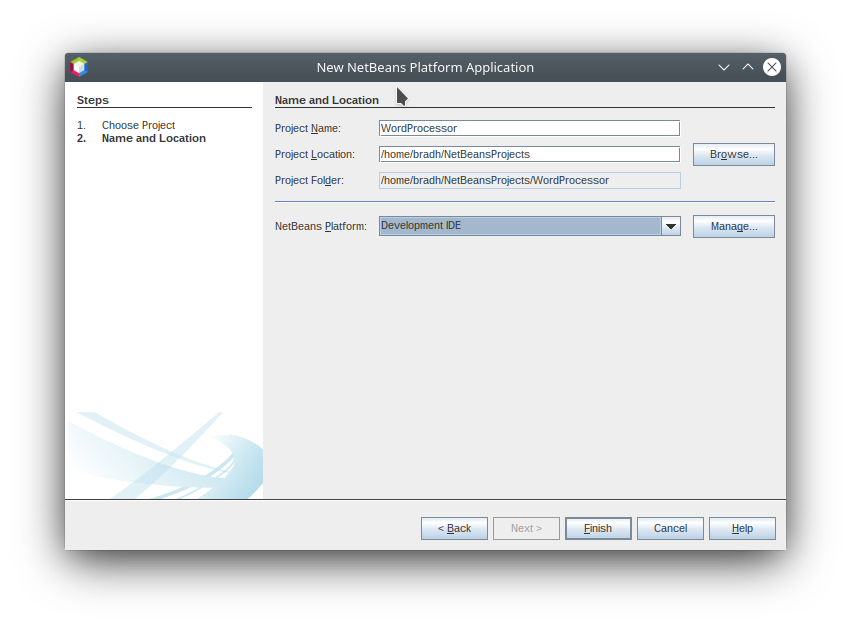 New NetBeans Platform Application
Steps
1. Choose Project
2. Name and Location
Name and Location
Project Name: WordProcessor
Project Location: /home/bradh/NetBeansProjects Browse...
Project Folder: /home/bradh/NetBeansProjects/WordProcessor
NetBeans Platform: Development IDE Manage...
< Back Next > Finish Cancel Help